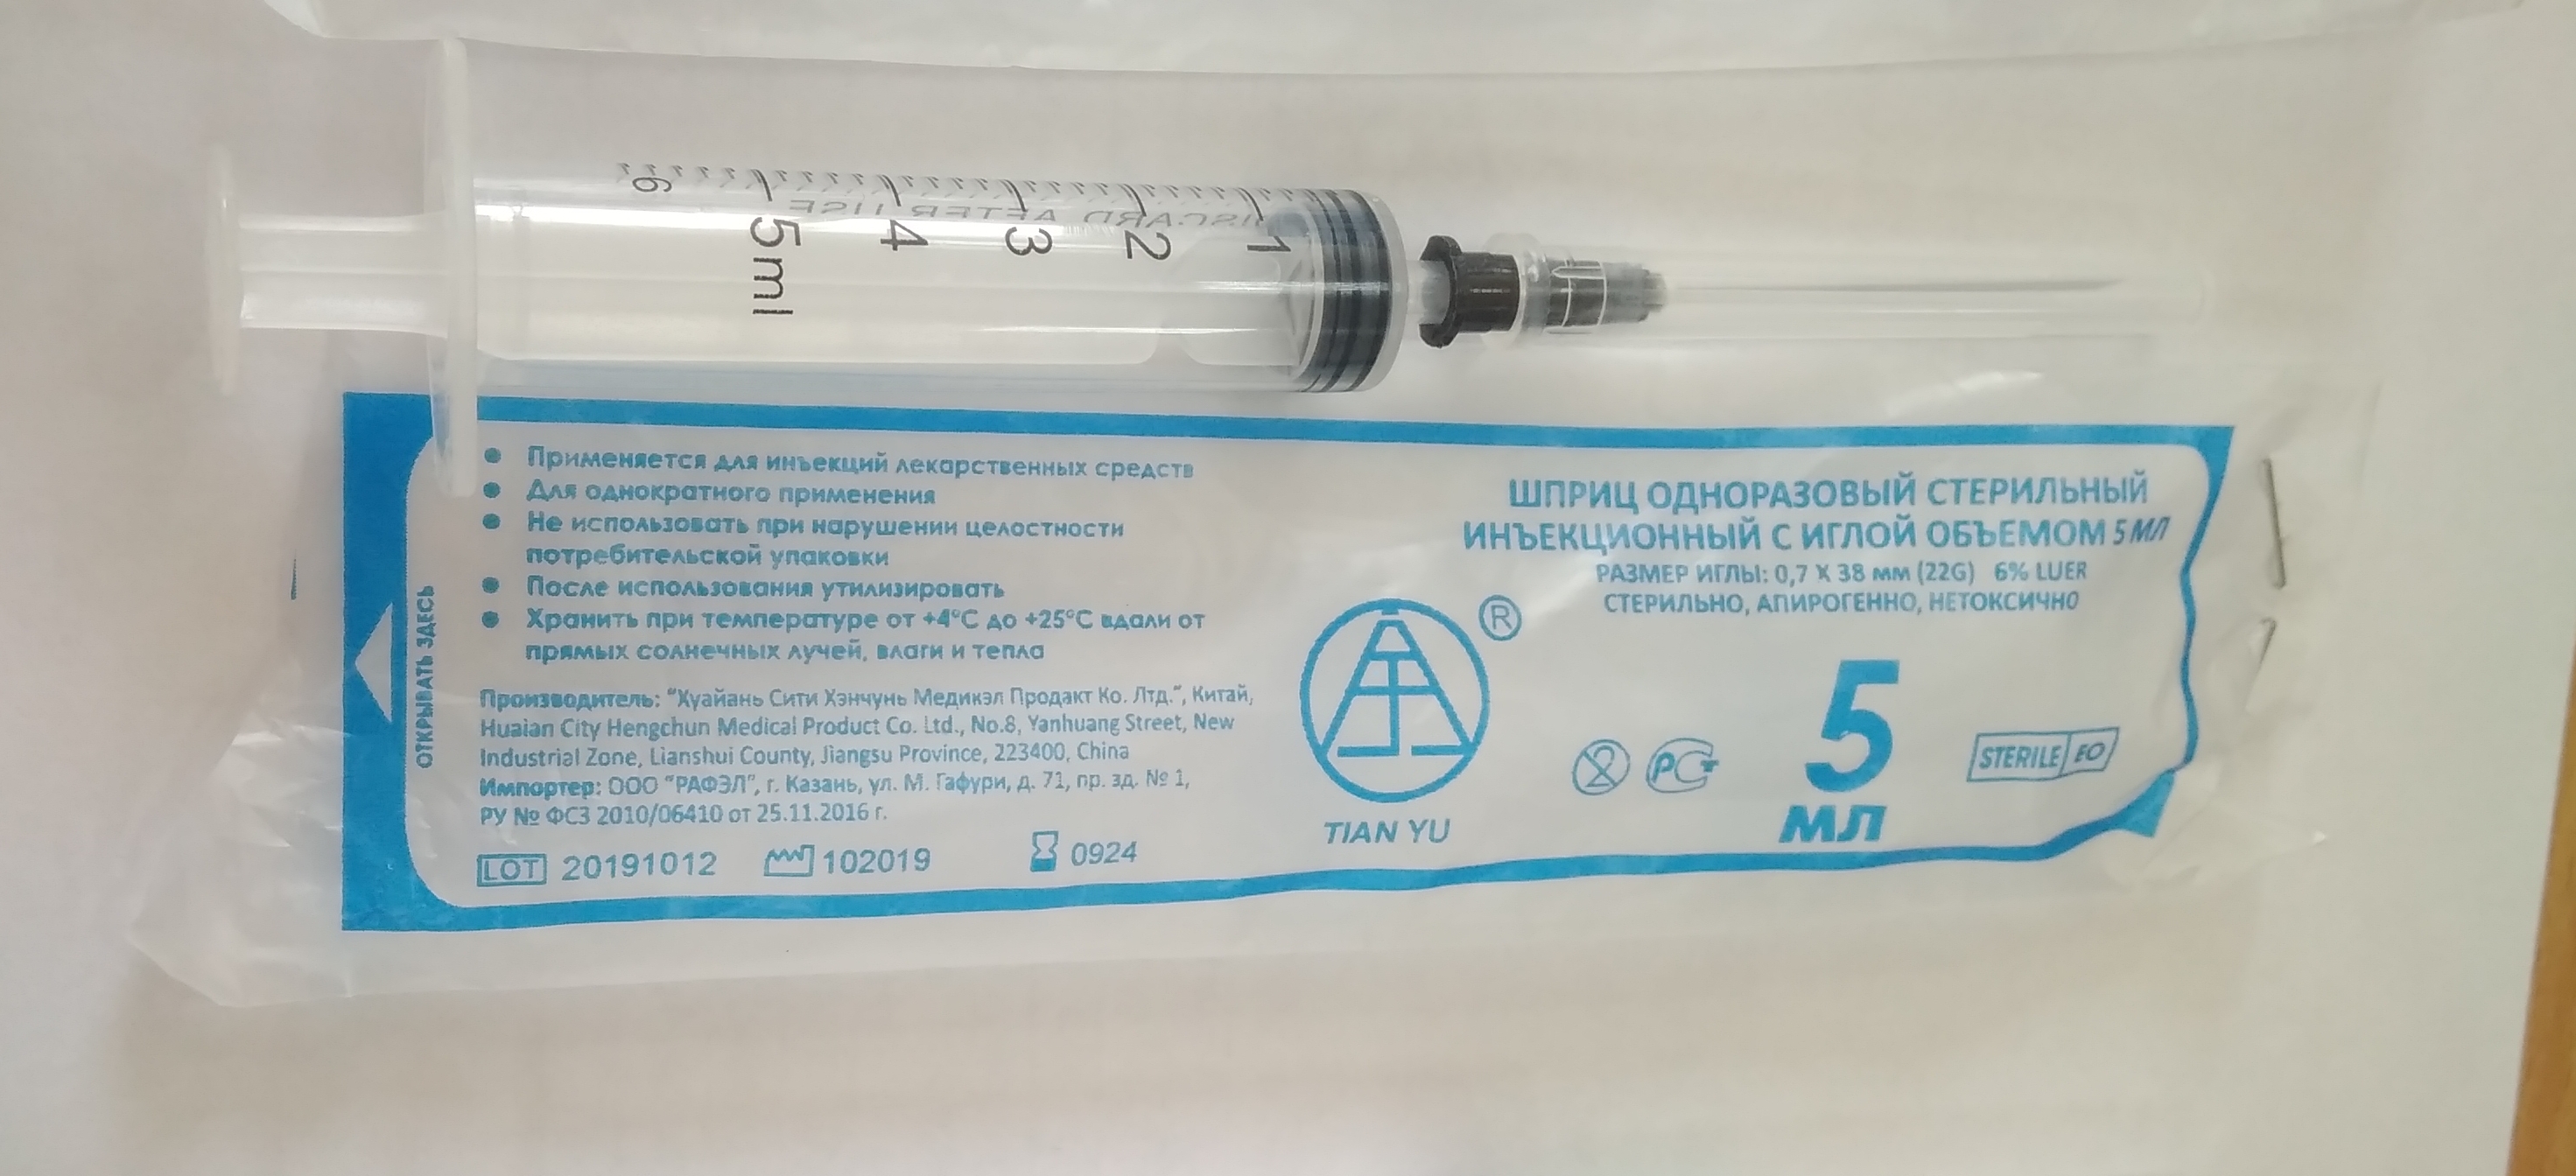 6
5 ml
4
3
2
1
DISCARD AFTER USE
ОТКРЫВАТЬ ЗДЕСЬ
• Применяется для инъекций лекарственных средств
• Для однократного применения
• Не использовать при нарушении целостности
потребительской упаковки
• После использования утилизировать
• Хранить при температуре от +4°C до +25°C вдали от
прямых солнечных лучей, влаги и тепла
Производитель: "Хуайань Сити Хэнчунь Медикэл Продакт Ко. Лтд.", Китай,
Huaian City Hengchun Medical Product Co. Ltd., No.8, Yanhuang Street, New
Industrial Zone, Lianshui County, Jiangsu Province, 223400, China
Импортер: ООО "РАФЭЛ", г. Казань, ул. М. Гафури, д. 71, пр. зд. № 1,
РУ № ФСЗ 2010/06410 от 25.11.2016 г.
LOT 20191012 102019 0924
®
TIAN YU
ШПРИЦ ОДНОРАЗОВЫЙ СТЕРИЛЬНЫЙ
ИНЪЕКЦИОННЫЙ С ИГЛОЙ ОБЪЕМОМ 5 МЛ
РАЗМЕР ИГЛЫ: 0,7 X 38 мм (22G) 6% LUER
СТЕРИЛЬНО, АПИРОГЕННО, НЕТОКСИЧНО
2 РСТ
5
МЛ
STERILE EO